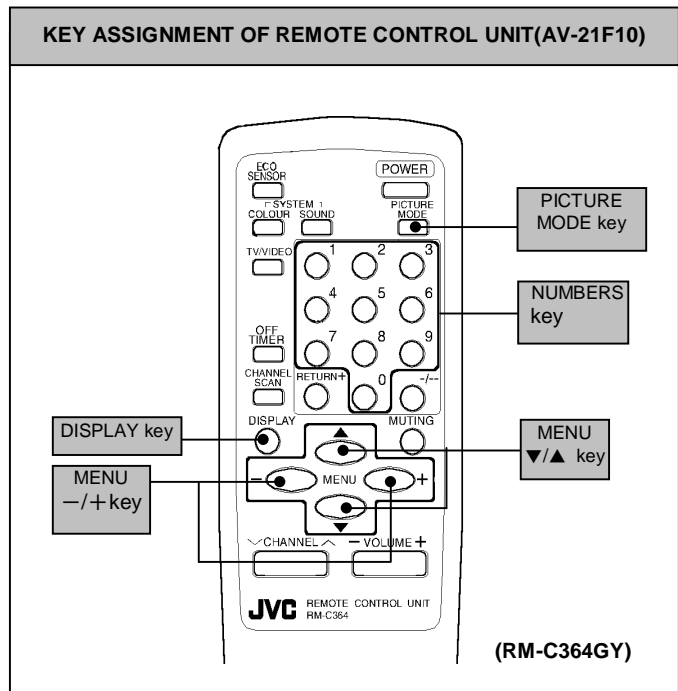 KEY ASSIGNMENT OF REMOTE CONTROL UNIT(AV-21F10)
ECO
SENSOR
POWER
SYSTEM
COLOUR SOUND
PICTURE
MODE
PICTURE
MODE key
TV/VIDEO
1 2 3
4 5 6
NUMBERS
key
OFF
TIMER
7 8 9
CHANNEL
SCAN
RETURN+
0
-/--
DISPLAY
MUTING
DISPLAY key
▲
MENU
▼/▲ key
MENU
−/+key
− MENU +
▼
CHANNEL
− VOLUME +
JVC REMOTE CONTROL UNIT
RM-C364
(RM-C364GY)